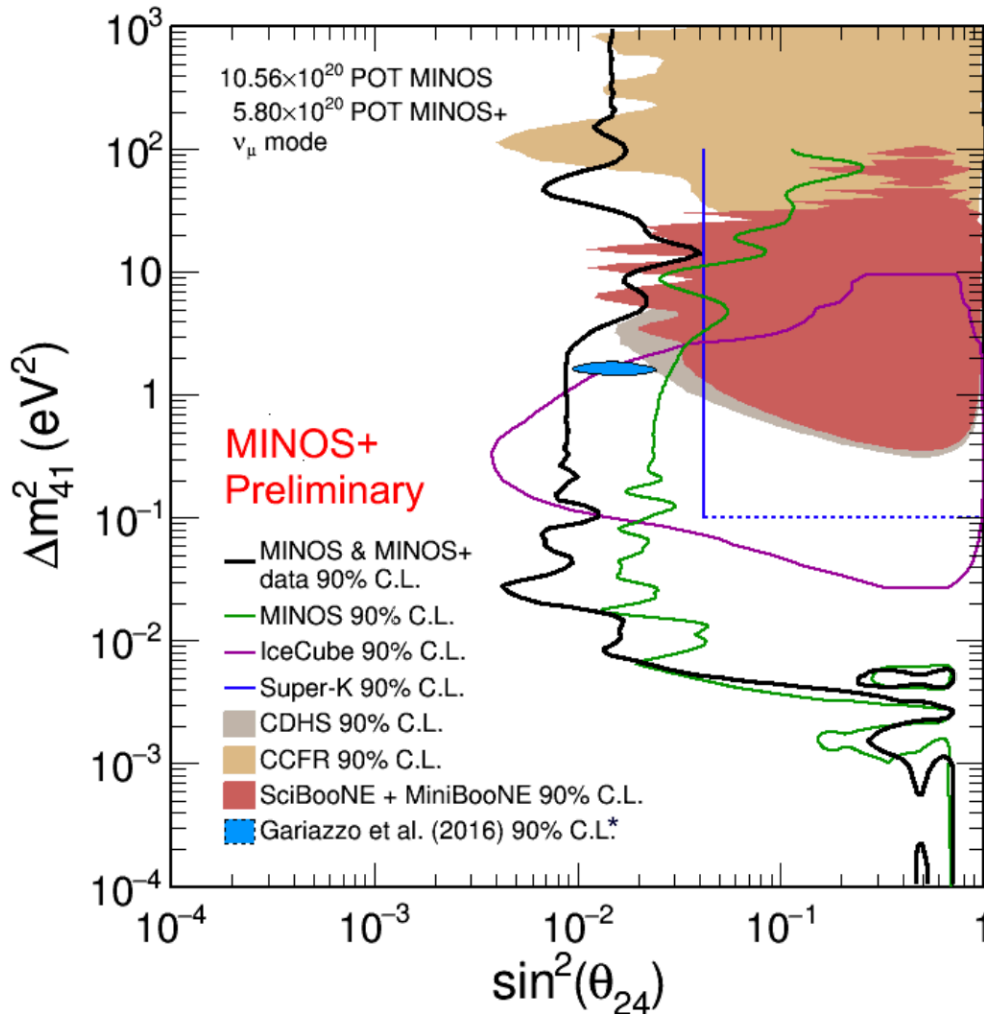 10.56×10²⁰ POT MINOS
5.80×10²⁰ POT MINOS+
νμ mode
MINOS+
Preliminary
MINOS & MINOS+
data 90% C.L.
MINOS 90% C.L.
IceCube 90% C.L.
Super-K 90% C.L.
CDHS 90% C.L.
CCFR 90% C.L.
SciBooNE + MiniBooNE 90% C.L.
Gariazzo et al. (2016) 90% C.L.*
Δm²₄₁ (eV²)
10³
10²
10
1
10⁻¹
10⁻²
10⁻³
10⁻⁴
10⁻⁴ 10⁻³ 10⁻² 10⁻¹ 1
sin²(θ₂₄)